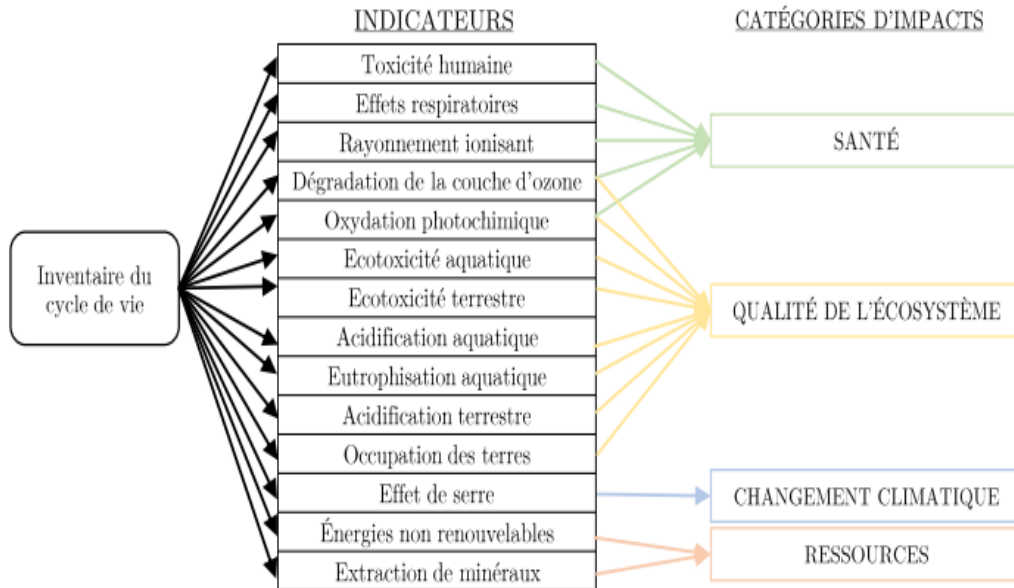 INDICATEURS
CATÉGORIES D'IMPACTS
Inventaire du
cycle de vie
Toxicité humaine
Effets respiratoires
Rayonnement ionisant
Dégradation de la couche d'ozone
Oxydation photochimique
Ecotoxicité aquatique
Ecotoxicité terrestre
Acidification aquatique
Eutrophisation aquatique
Acidification terrestre
Occupation des terres
Effet de serre
Énergies non renouvelables
Extraction de minéraux
SANTÉ
QUALITÉ DE L'ÉCOSYSTÈME
CHANGEMENT CLIMATIQUE
RESSOURCES